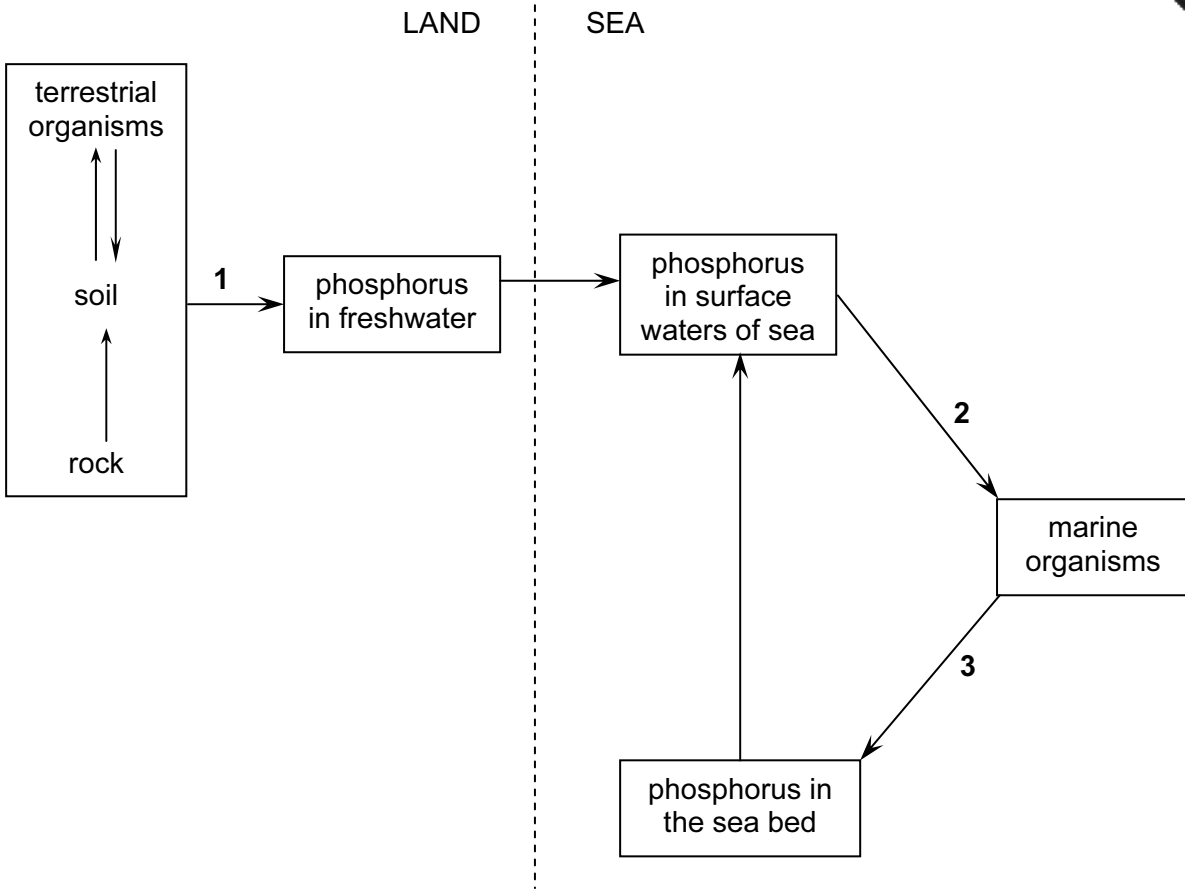 LAND
SEA
terrestrial
organisms
soil
rock
1
phosphorus
in freshwater
phosphorus
in surface
waters of sea
2
marine
organisms
3
phosphorus in
the sea bed